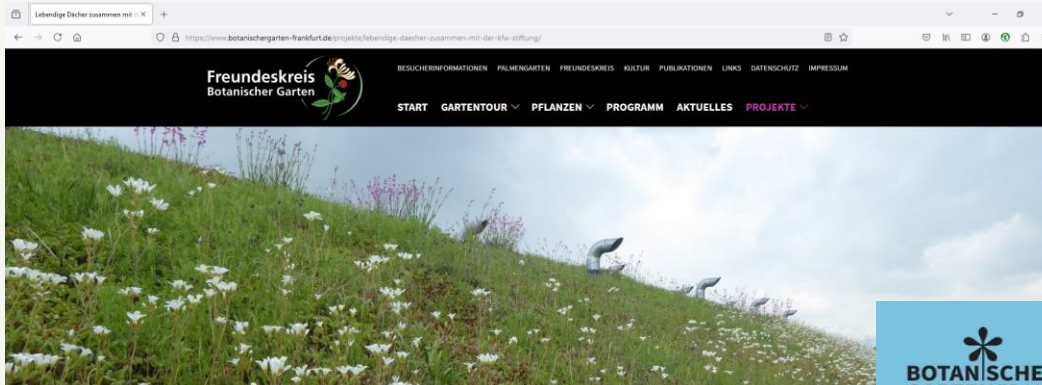 Lebendige Dächer zusammen mit
https://www.botanischergarten-frankfurt.de/projekte/lebendige-daecher-zusammen-mit-der-kfw-stiftung/
Freundeskreis
Botanischer Garten
BESUCHERINFORMATIONEN PALMENGARTEN FREUNDESKREIS KULTUR PUBLIKATIONEN LINKS DATENSCHUTZ IMPRESSUM
START GARTENTOUR PFLANZEN PROGRAMM AKTUELLES PROJEKTE
BOTANISCHE